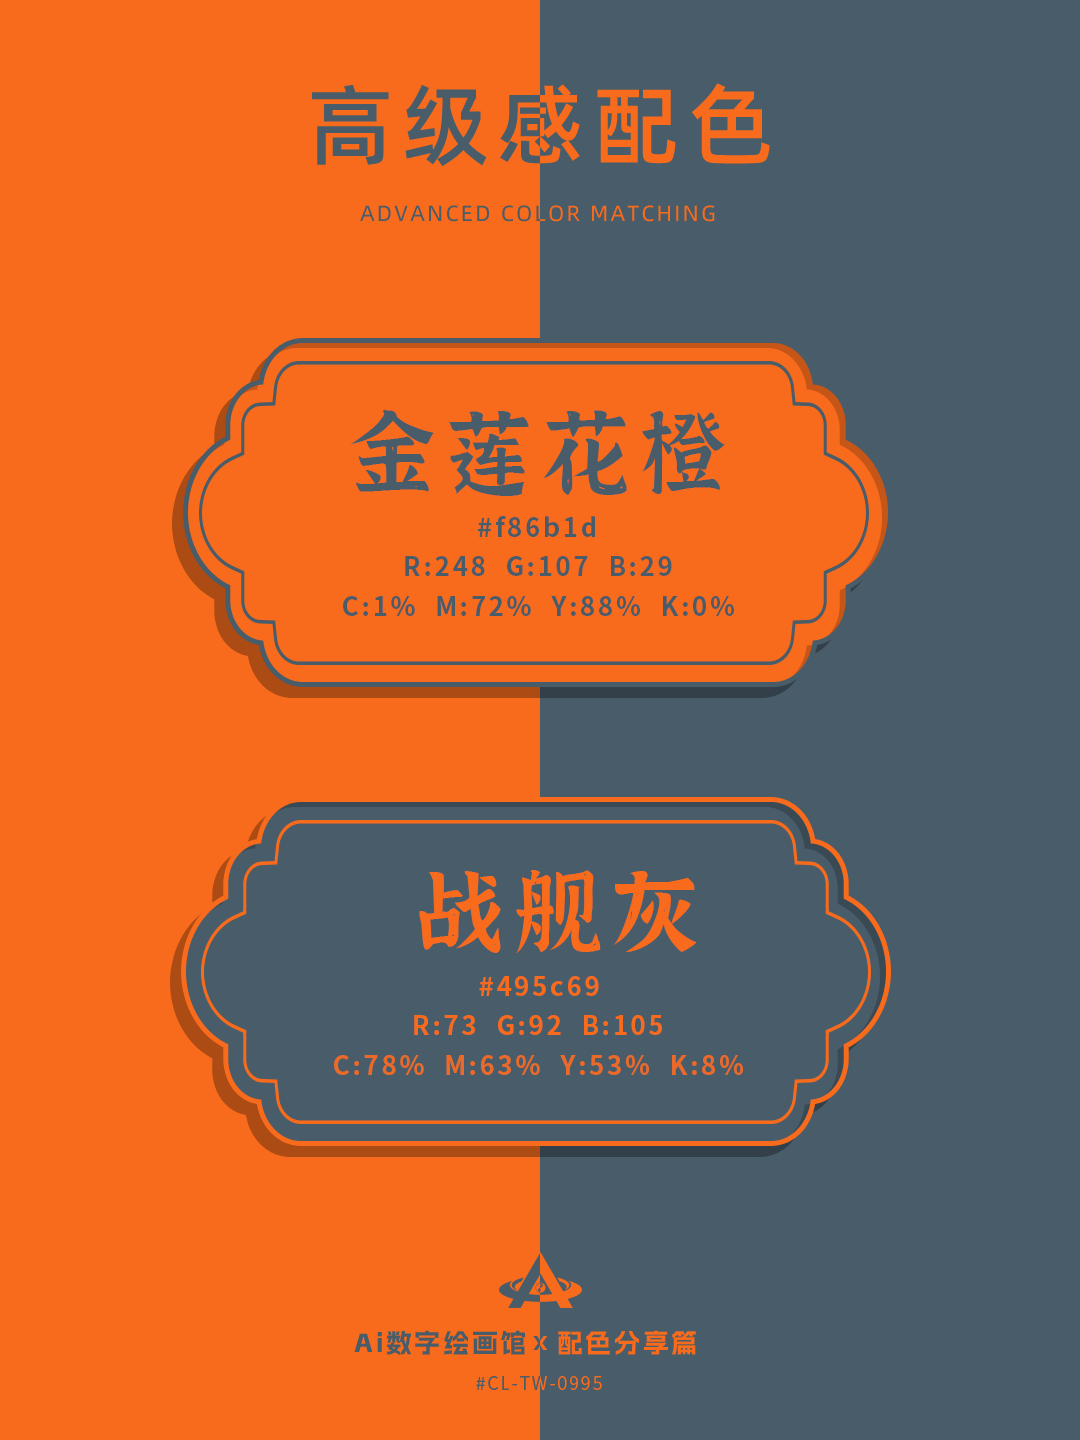 高级感配色
ADVANCED COLOR MATCHING
金莲花橙
#f86b1d
R:248 G:107 B:29
C:1% M:72% Y:88% K:0%
战舰灰
#495c69
R:73 G:92 B:105
C:78% M:63% Y:53% K:8%
Ai数字绘画馆 x 配色分享篇
#CL-TW-0995